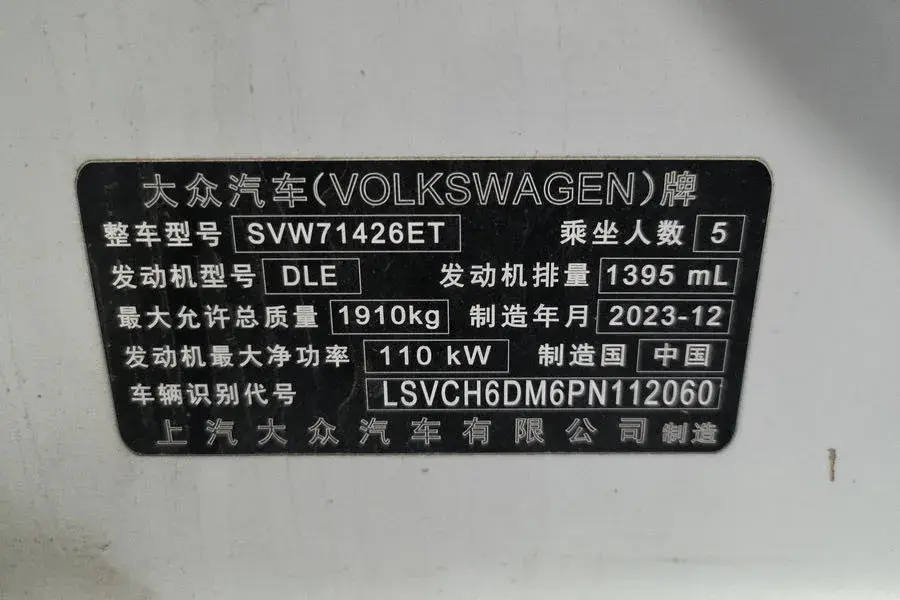 大众汽车(VOLKSWAGEN)牌
整车型号 SVW71426ET 乘坐人数 5
发动机型号 DLE 发动机排量 1395 mL
最大允许总质量 1910kg 制造年月 2023-12
发动机最大净功率 110 kW 制造国 中国
车辆识别代号 LSVCH6DM6PN112060
上汽大众汽车有限公司 制造